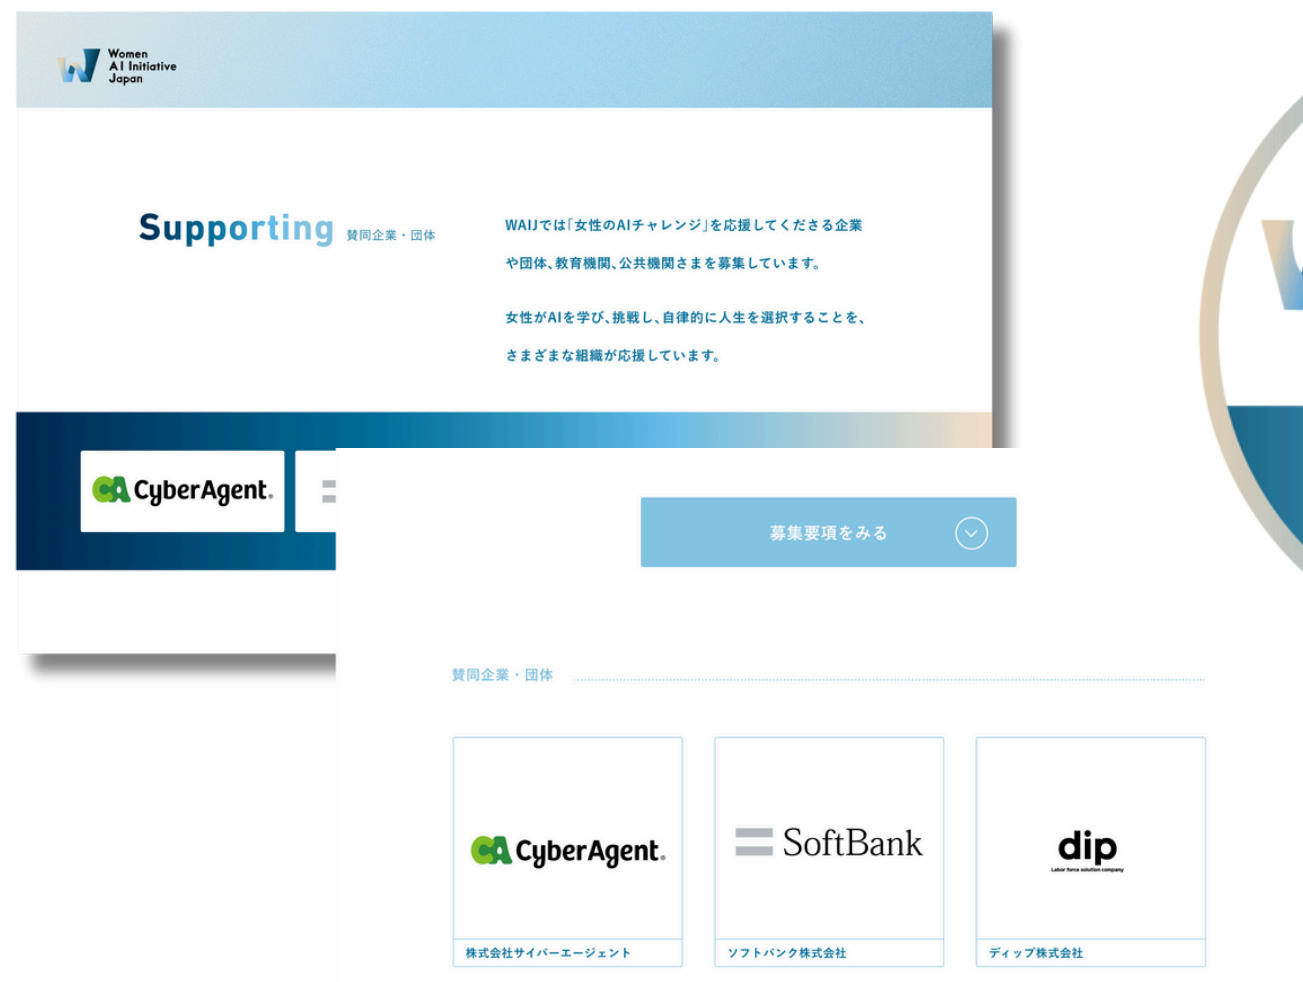 Women
AI Initiative
Japan
Supporting 賛同企業・団体
WAIJでは「女性のAIチャレンジ」を応援してくださる企業
や団体、教育機関、公共機関さまを募集しています。
女性がAIを学び、挑戦し、自律的に人生を選択することを、
さまざまな組織が応援しています。
CyberAgent.
募集要項をみる
賛同企業・団体
CyberAgent.
SoftBank
dip
Labor force solution company
株式会社サイバーエージェント
ソフトバンク株式会社
ディップ株式会社